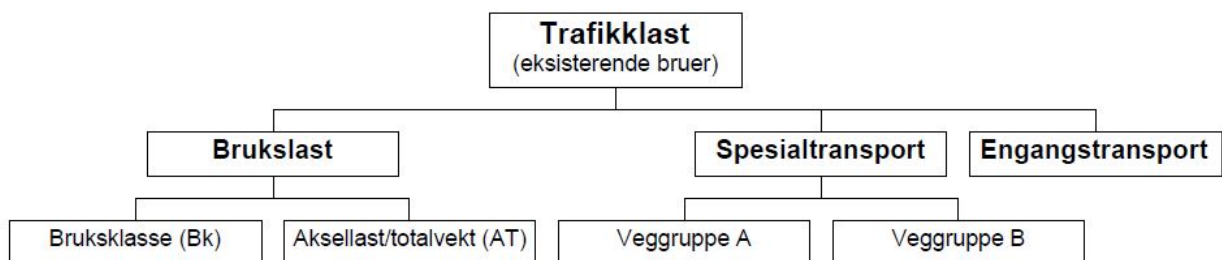 Trafikklast
(eksisterende bruer)
Brukslast
Spesialtransport
Engangstransport
Bruksklasse (Bk)
Aksellast/totalvekt (AT)
Veggruppe A
Veggruppe B